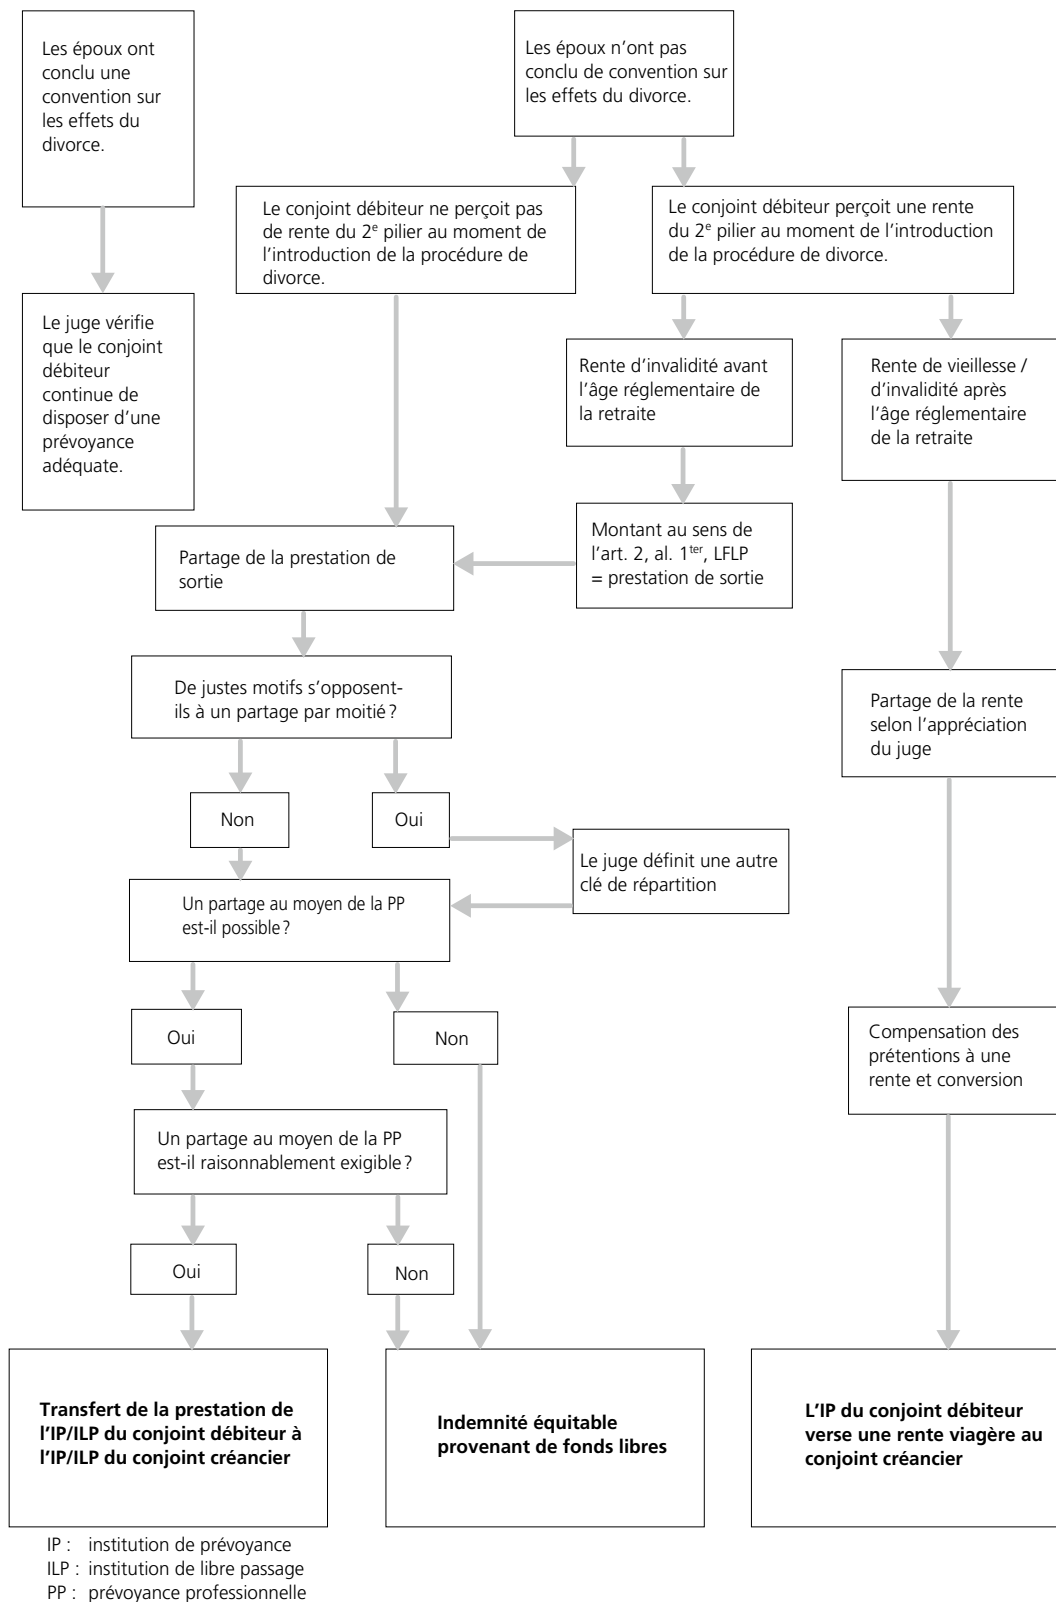 Les époux ont
conclu une
convention sur
les effets du
divorce.
Les époux n’ont pas
conclu de convention sur
les effets du divorce.
Le conjoint débiteur ne perçoit pas
de rente du 2e pilier au moment de
l’introduction de la procédure de
divorce.
Le conjoint débiteur perçoit une rente
du 2e pilier au moment de l’introduction
de la procédure de divorce.
Le juge vérifie
que le conjoint
débiteur
continue de
disposer d’une
prévoyance
adéquate.
Rente d’invalidité avant
l’âge réglementaire de
la retraite
Rente de vieillesse /
d’invalidité après
l’âge réglementaire
de la retraite
Partage de la prestation de
sortie
Montant au sens de
l’art. 2, al. 1ter, LFLP
= prestation de sortie
De justes motifs s'opposent-
ils à un partage par moitié ?
Partage de la rente
selon l’appréciation
du juge
Non
Oui
Le juge définit une autre
clé de répartition
Un partage au moyen de la PP
est-il possible ?
Oui
Non
Compensation des
prétentions à une
rente et conversion
Un partage au moyen de la PP
est-il raisonnablement exigible ?
Oui
Non
Transfert de la prestation de
l’IP/ILP du conjoint débiteur à
l’IP/ILP du conjoint créancier
Indemnité équitable
provenant de fonds libres
L’IP du conjoint débiteur
verse une rente viagère au
conjoint créancier
IP : institution de prévoyance
ILP : institution de libre passage
PP : prévoyance professionnelle